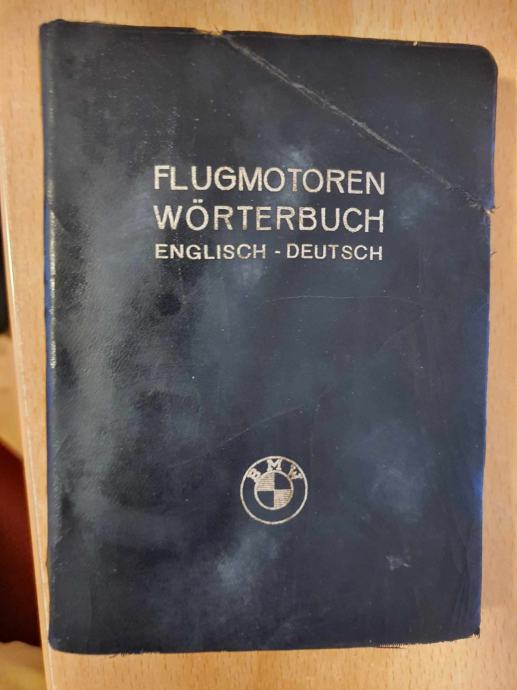 FLUGMOTOREN
WÖRTERBUCH
ENGLISCH - DEUTSCH
BMW